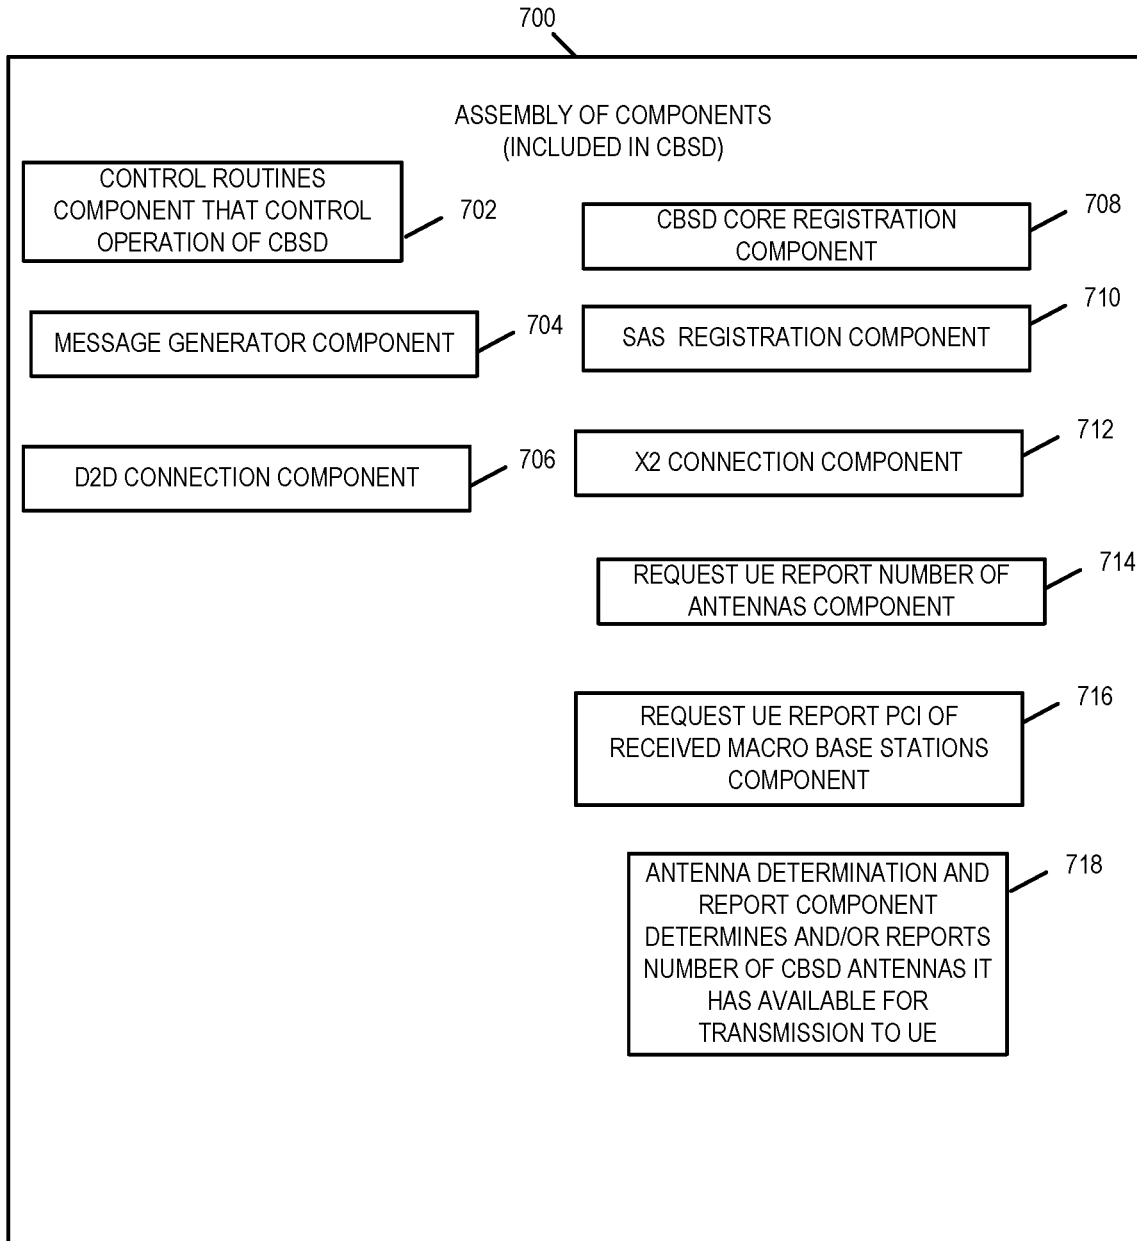 700
ASSEMBLY OF COMPONENTS
(INCLUDED IN CBSD)
CONTROL ROUTINES
COMPONENT THAT CONTROL
OPERATION OF CBSD
702
MESSAGE GENERATOR COMPONENT
704
D2D CONNECTION COMPONENT
706
CBSD CORE REGISTRATION
COMPONENT
708
SAS REGISTRATION COMPONENT
710
X2 CONNECTION COMPONENT
712
REQUEST UE REPORT NUMBER OF
ANTENNAS COMPONENT
714
REQUEST UE REPORT PCI OF
RECEIVED MACRO BASE STATIONS
COMPONENT
716
ANTENNA DETERMINATION AND
REPORT COMPONENT
DETERMINES AND/OR REPORTS
NUMBER OF CBSD ANTENNAS IT
HAS AVAILABLE FOR
TRANSMISSION TO UE
718